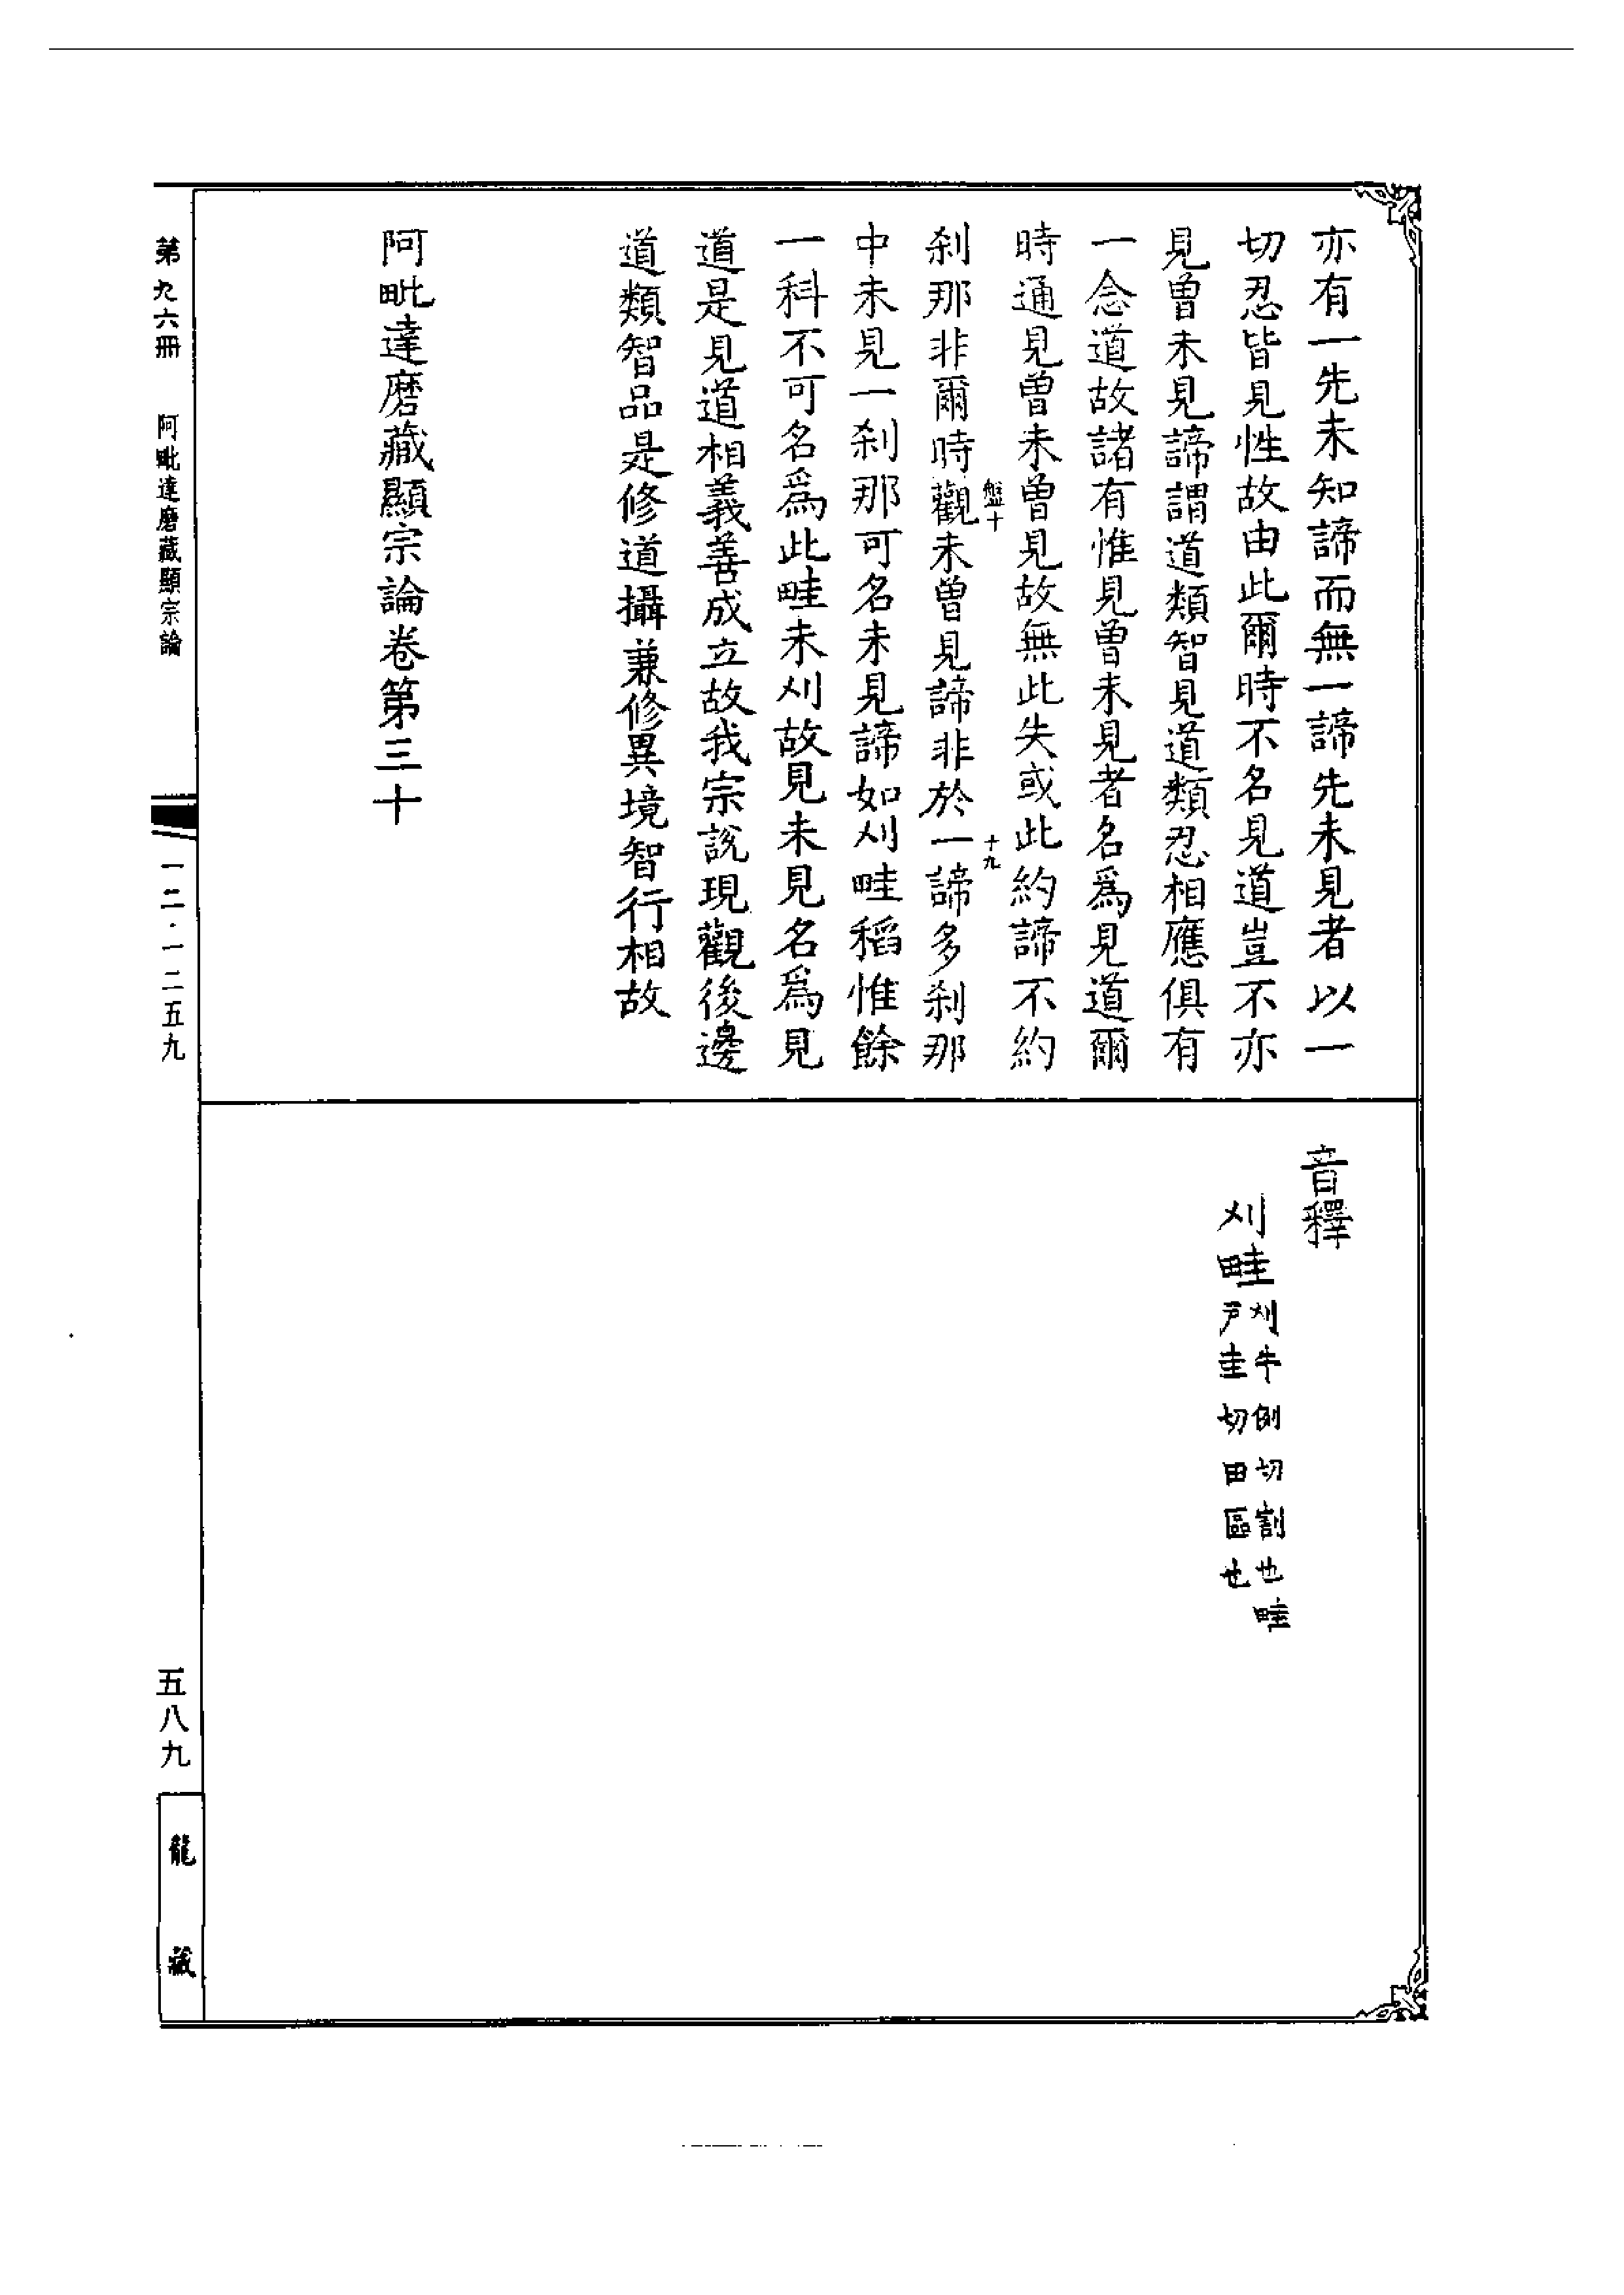 亦有一先未知諦而無一諦先未見者以一
切忍皆見性故由此爾時不名見道豈不亦
見曾未見諦謂道類智見道類忍相應俱有
一念道故諸有惟見曾未見者名為見道爾
時通見曾未曾見故無此失或此約諦不約
盤十
十九
剎那非爾時觀未曾見諦非於一諦多剎那
中未見一剎那可名未見諦如刈畦稻惟餘
一科不可名為此畦未刈故見未見名為見
道是見道相義善成立故我宗說現觀後邊
道類智品是修道攝兼修異境智行相故
阿毗達磨藏顯宗論卷第三十
音釋
刈畦
刈牛例切割也畦
戶圭切田區也
第九六冊
阿毗達磨藏顯宗論
一二·一二五九
五八九
龍藏